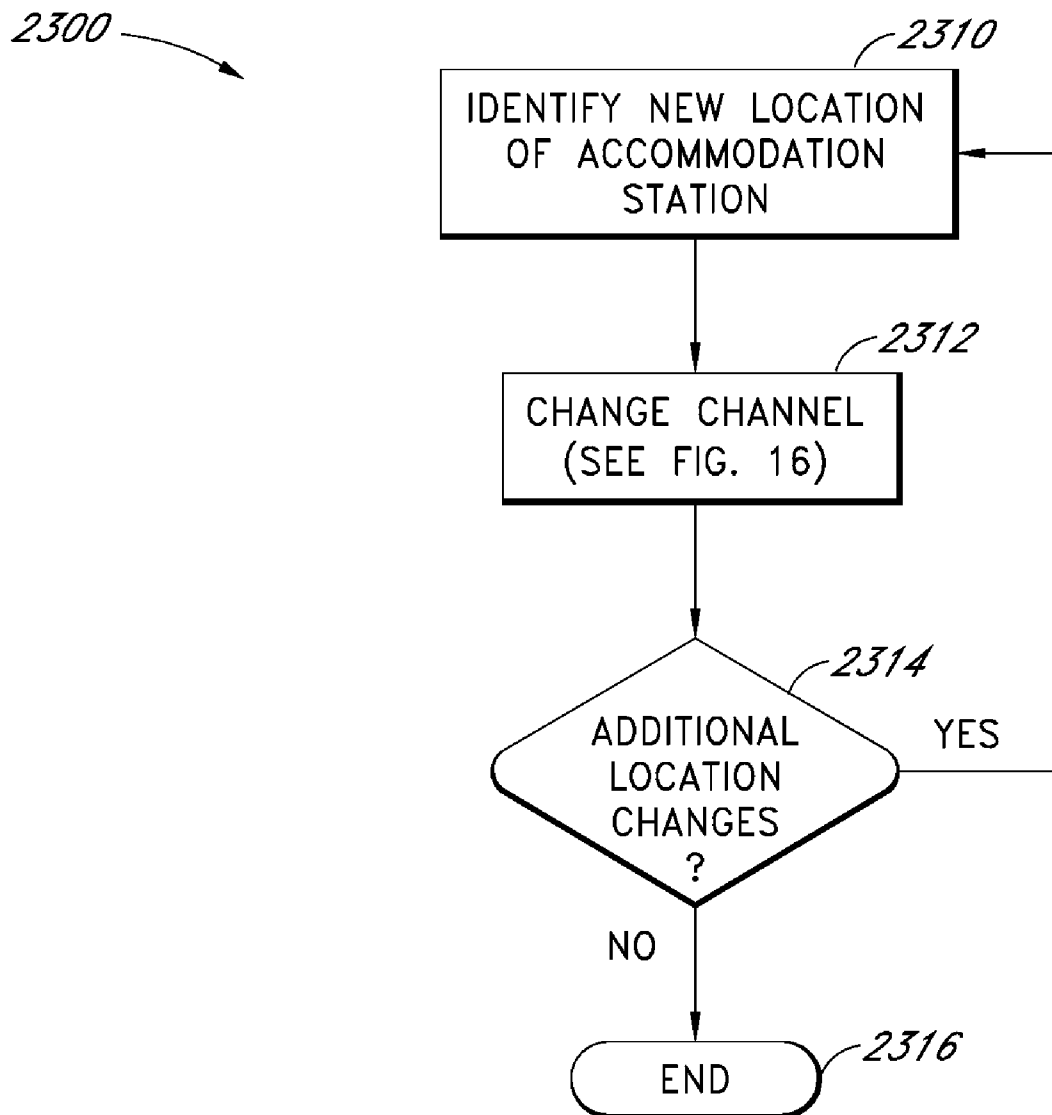 2300
2310
IDENTIFY NEW LOCATION
OF ACCOMMODATION
STATION
2312
CHANGE CHANNEL
(SEE FIG. 16)
2314
ADDITIONAL
LOCATION
CHANGES
?
YES
NO
2316
END